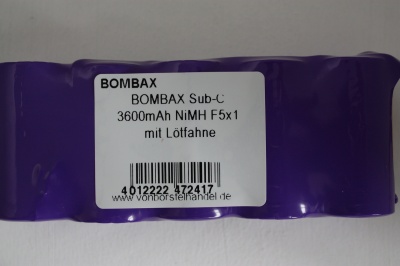 BOMBAX
BOMBAX Sub-C
3600mAh NiMH F5x1
mit Lötfahne
4 012222 472417
www.vonborstelhandel.de